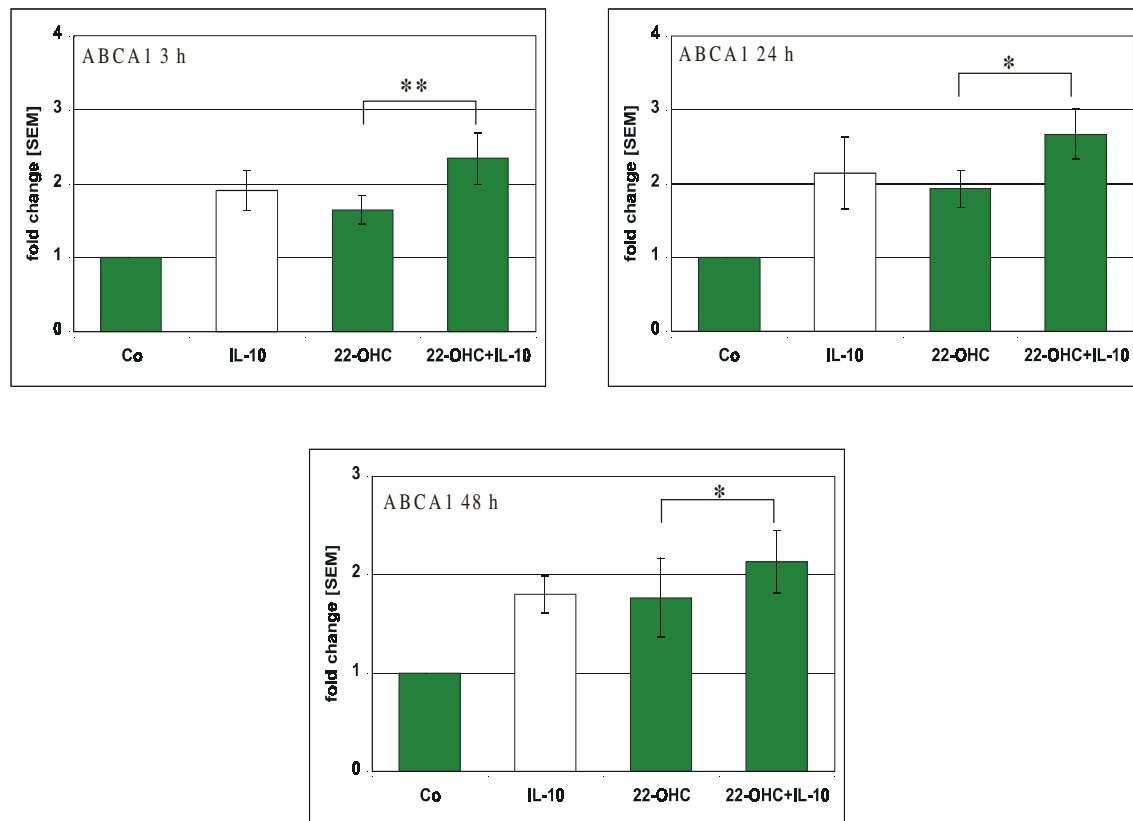 ABCA1 3 h
4
3
2
1
0
fold change [SEM]
**
Co IL-10 22-OHC 22-OHC+IL-10
ABCA1 24 h
4
3
2
1
0
fold change [SEM]
*
Co IL-10 22-OHC 22-OHC+IL-10
ABCA1 48 h
3
2
1
0
fold change [SEM]
*
Co IL-10 22-OHC 22-OHC+IL-10